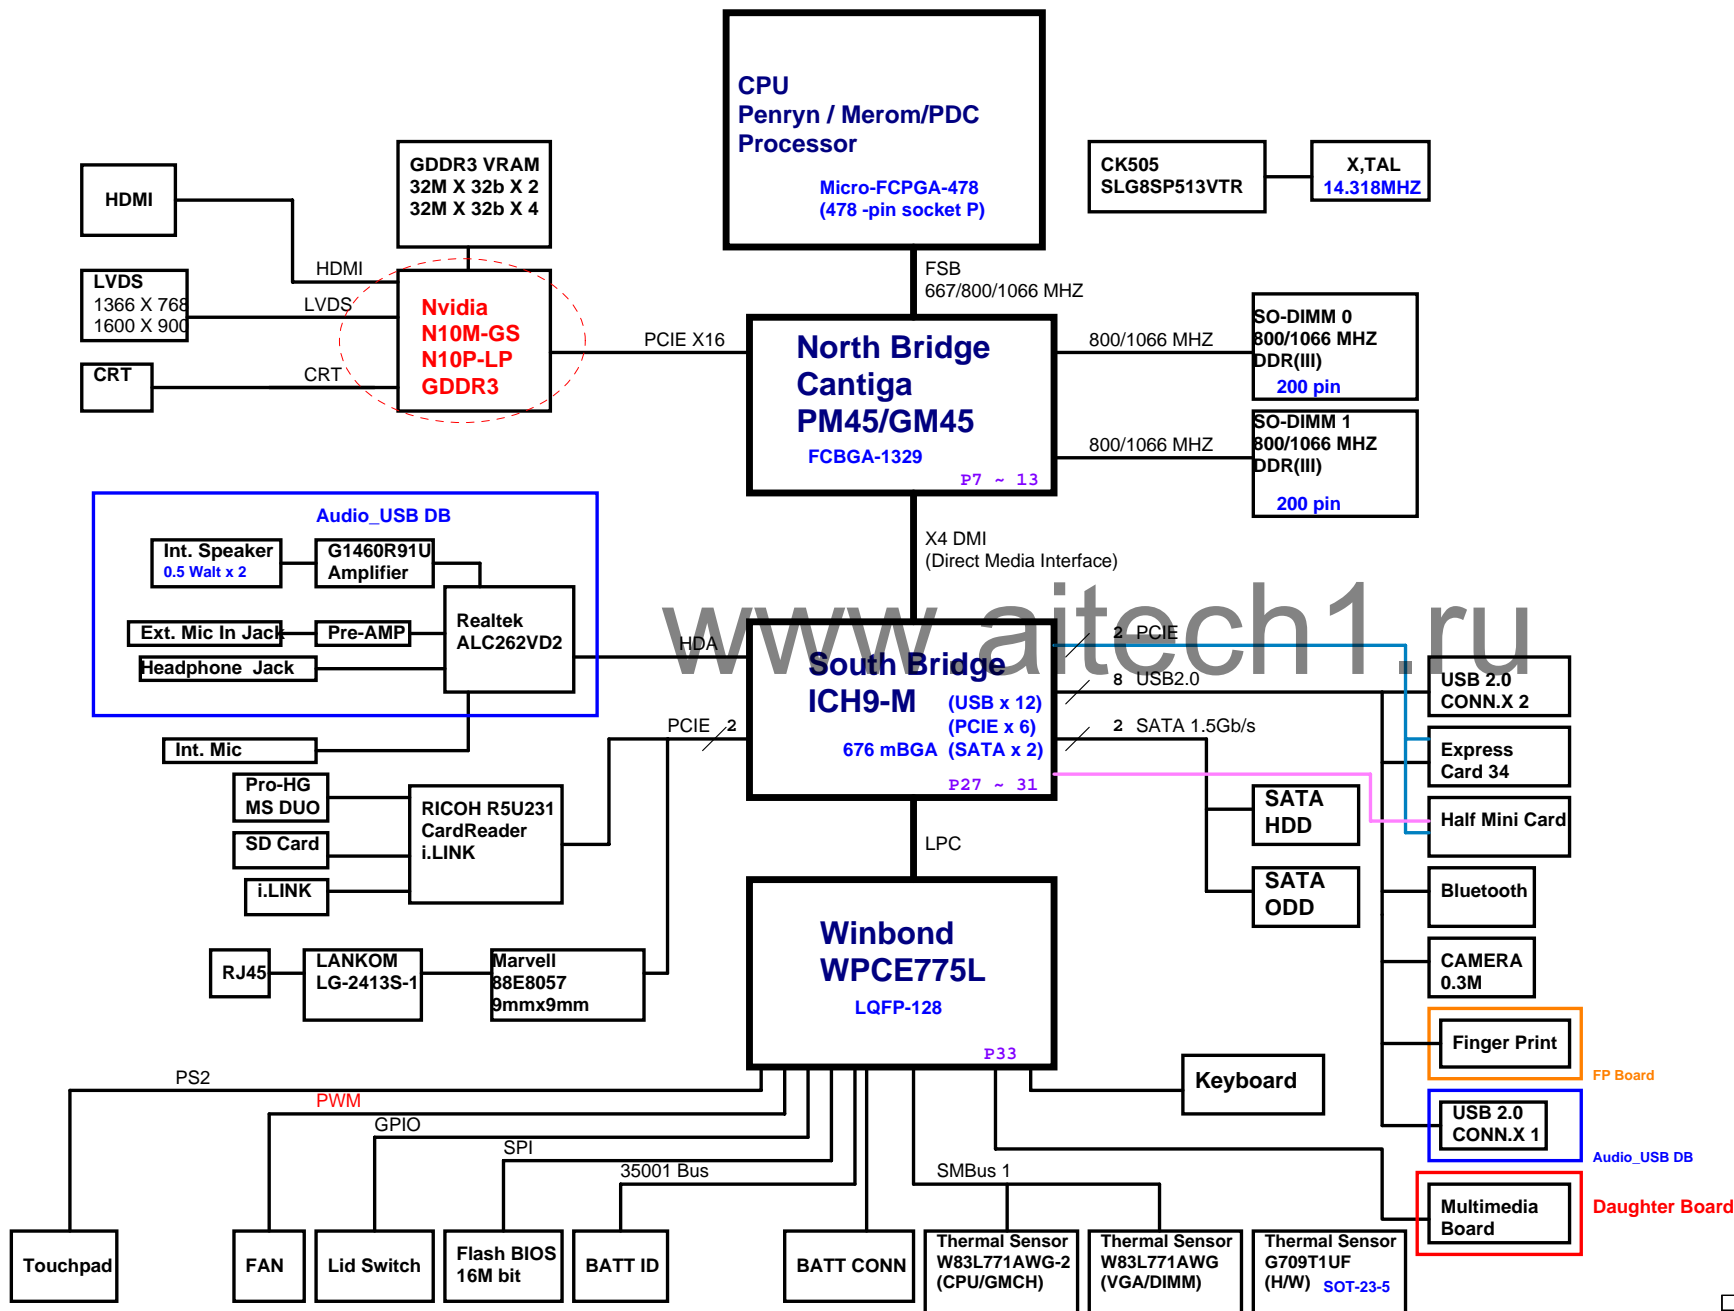 CPU
Penryn / Merom/PDC
Processor
Micro-FCPGA-478
(478 -pin socket P)
CK505
SLG8SP513VTR
X,TAL
14.318MHZ
HDMI
GDDR3 VRAM
32M X 32b X 2
32M X 32b X 4
LVDS
1366 X 768
1600 X 900
CRT
HDMI
LVDS
CRT
Nvidia
N10M-GS
N10P-LP
GDDR3
PCIE X16
FSB
667/800/1066 MHZ
North Bridge
Cantiga
PM45/GM45
FCBGA-1329
P7 ~ 13
800/1066 MHZ
800/1066 MHZ
SO-DIMM 0
800/1066 MHZ
DDR(III)
200 pin
SO-DIMM 1
800/1066 MHZ
DDR(III)
200 pin
X4 DMI
(Direct Media Interface)
www.aitech1.ru
Audio_USB DB
Int. Speaker
0.5 Walt x 2
G1460R91U
Amplifier
Ext. Mic In Jack
Pre-AMP
Headphone Jack
Realtek
ALC262VD2
Int. Mic
HDA
PCIE 2
South Bridge
ICH9-M
(USB x 12)
(PCIE x 6)
676 mBGA (SATA x 2)
P27 ~ 31
2 PCIE
8 USB2.0
2 SATA 1.5Gb/s
USB 2.0
CONN.X 2
Express
Card 34
Half Mini Card
Bluetooth
CAMERA
0.3M
Finger Print
FP Board
USB 2.0
CONN.X 1
Audio_USB DB
Multimedia
Board
Daughter Board
SATA
HDD
SATA
ODD
Pro-HG
MS DUO
SD Card
i.LINK
RICOH R5U231
CardReader
i.LINK
RJ45
LANKOM
LG-2413S-1
Marvell
88E8057
9mmx9mm
LPC
Winbond
WPCE775L
LQFP-128
P33
Keyboard
PS2
PWM
GPIO
SPI
35001 Bus
SMBus 1
Touchpad
FAN
Lid Switch
Flash BIOS
16M bit
BATT ID
BATT CONN
Thermal Sensor
W83L771AWG-2
(CPU/GMCH)
Thermal Sensor
W83L771AWG
(VGA/DIMM)
Thermal Sensor
G709T1UF
(H/W) SOT-23-5